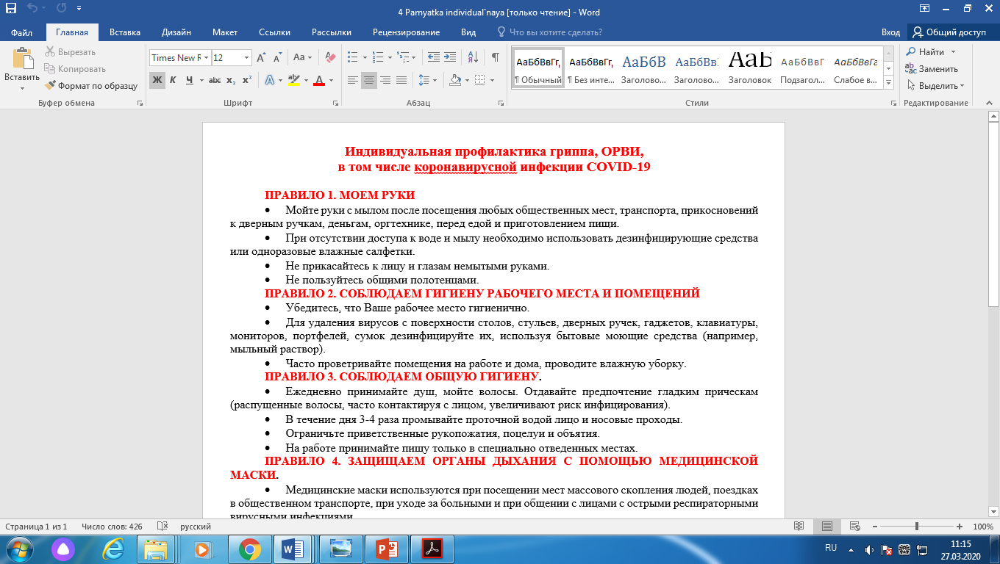 4 Pamyatka individual`naya [только чтение] - Word
Файл Главная Вставка Дизайн Макет Ссылки Рассылки Рецензирование Вид Что вы хотите сделать? Вход Общий доступ
Вставить
Вырезать
Копировать
Формат по образцу
Буфер обмена
Times New R 12
Aa
Ж К Ч abc x₂ x²
Шрифт
Абзац
АаБбВвГг, АаБбВвГг, АаБбВ АаБбВв: АаБ АаБбВвГ АаБбВвГг
¶ Обычный ¶ Без инте... Заголово... Заголово... Заголовок Подзагол... Слабое в...
Стили
Найти
Заменить
Выделить
Редактирование
Индивидуальная профилактика гриппа, ОРВИ,
в том числе коронавирусной инфекции COVID-19
ПРАВИЛО 1. МОЕМ РУКИ
• Мойте руки с мылом после посещения любых общественных мест, транспорта, прикосновений
к дверным ручкам, деньгам, оргтехнике, перед едой и приготовлением пищи.
• При отсутствии доступа к воде и мылу необходимо использовать дезинфицирующие средства
или одноразовые влажные салфетки.
• Не прикасайтесь к лицу и глазам немытыми руками.
• Не пользуйтесь общими полотенцами.
ПРАВИЛО 2. СОБЛЮДАЕМ ГИГИЕНУ РАБОЧЕГО МЕСТА И ПОМЕЩЕНИЙ
• Убедитесь, что Ваше рабочее место гигиенично.
• Для удаления вирусов с поверхности столов, стульев, дверных ручек, гаджетов, клавиатуры,
мониторов, портфелей, сумок дезинфицируйте их, используя бытовые моющие средства (например,
мыльный раствор).
• Часто проветривайте помещения на работе и дома, проводите влажную уборку.
ПРАВИЛО 3. СОБЛЮДАЕМ ОБЩУЮ ГИГИЕНУ.
• Ежедневно принимайте душ, мойте волосы. Отдавайте предпочтение гладким прическам
(распущенные волосы, часто контактируя с лицом, увеличивают риск инфицирования).
• В течение дня 3-4 раза промывайте проточной водой лицо и носовые проходы.
• Ограничьте приветственные рукопожатия, поцелуи и объятия.
• На работе принимайте пищу только в специально отведенных местах.
ПРАВИЛО 4. ЗАЩИЩАЕМ ОРГАНЫ ДЫХАНИЯ С ПОМОЩЬЮ МЕДИЦИНСКОЙ
МАСКИ.
• Медицинские маски используются при посещении мест массового скопления людей, поездках
в общественном транспорте, при уходе за больными и при общении с лицами с острыми респираторными
вирусными инфекциями.
Страница 1 из 1 Число слов: 426 русский 100%
RU 11:15
27.03.2020